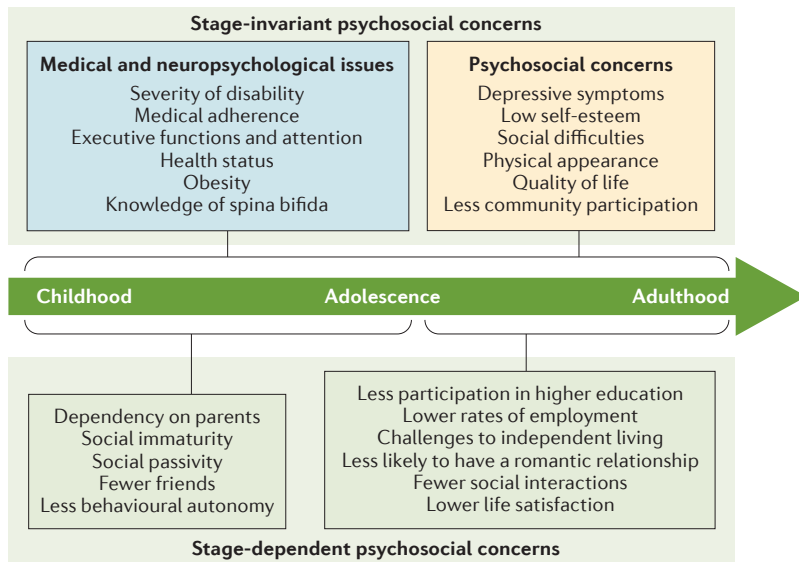 Stage-invariant psychosocial concerns
Medical and neuropsychological issues
Severity of disability
Medical adherence
Executive functions and attention
Health status
Obesity
Knowledge of spina bifida
Psychosocial concerns
Depressive symptoms
Low self-esteem
Social difficulties
Physical appearance
Quality of life
Less community participation
Childhood
Adolescence
Adulthood
Dependency on parents
Social immaturity
Social passivity
Fewer friends
Less behavioural autonomy
Less participation in higher education
Lower rates of employment
Challenges to independent living
Less likely to have a romantic relationship
Fewer social interactions
Lower life satisfaction
Stage-dependent psychosocial concerns